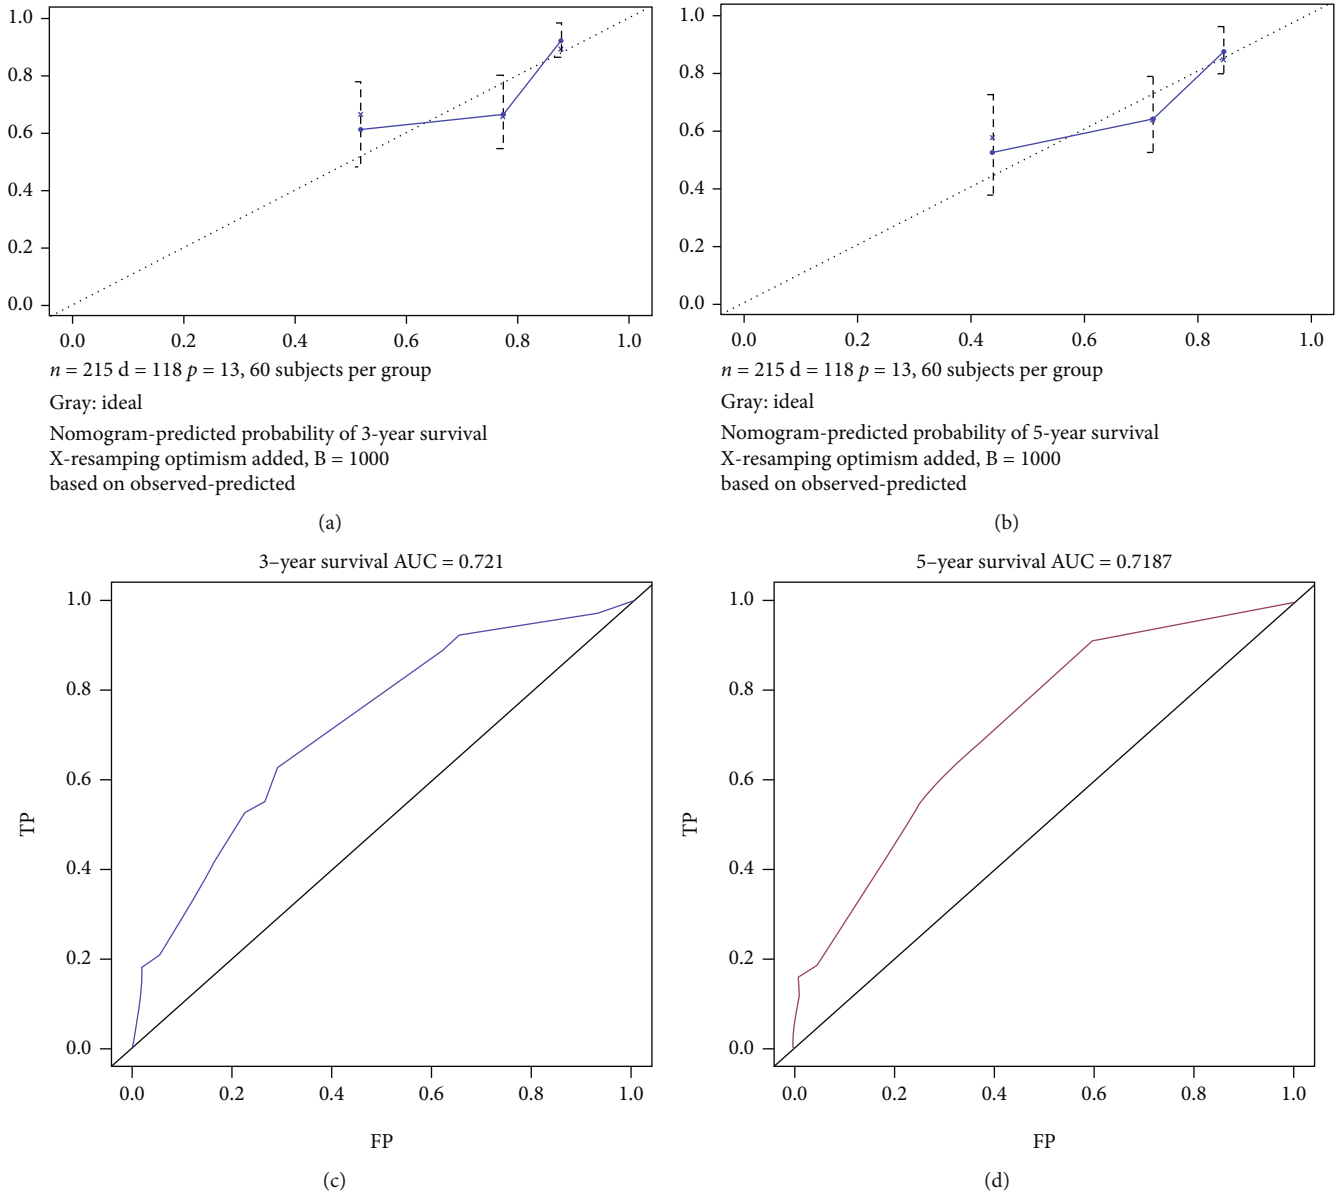 1.0
0.8
0.6
0.4
0.2
0.0
0.0 0.2 0.4 0.6 0.8 1.0
n = 215 d = 118 p = 13, 60 subjects per group
Gray: ideal
Nomogram-predicted probability of 3-year survival
X-resampling optimism added, B = 1000
based on observed-predicted
(a)
1.0
0.8
0.6
0.4
0.2
0.0
0.0 0.2 0.4 0.6 0.8 1.0
n = 215 d = 118 p = 13, 60 subjects per group
Gray: ideal
Nomogram-predicted probability of 5-year survival
X-resampling optimism added, B = 1000
based on observed-predicted
(b)
3–year survival AUC = 0.721
1.0
0.8
0.6
0.4
0.2
0.0
TP
0.0 0.2 0.4 0.6 0.8 1.0
FP
(c)
5–year survival AUC = 0.7187
1.0
0.8
0.6
0.4
0.2
0.0
TP
0.0 0.2 0.4 0.6 0.8 1.0
FP
(d)